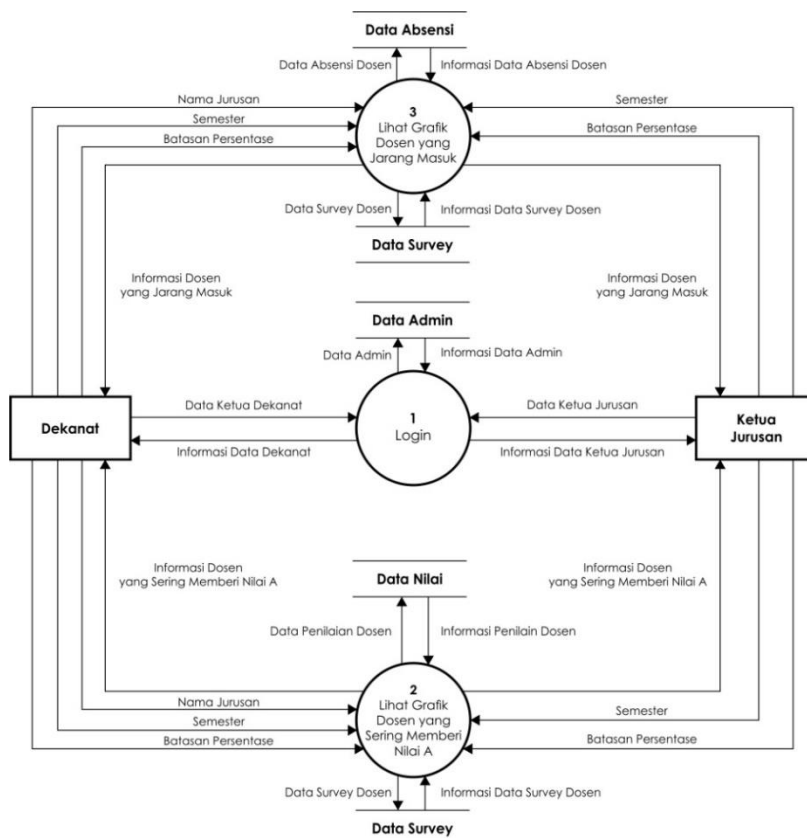 Data Absensi
Data Absensi Dosen
Informasi Data Absensi Dosen
Nama Jurusan
Semester
Batasan Persentase
3
Lihat Grafik
Dosen yang
Jarang Masuk
Semester
Batasan Persentase
Data Survey Dosen
Informasi Data Survey Dosen
Data Survey
Informasi Dosen
yang Jarang Masuk
Informasi Dosen
yang Jarang Masuk
Data Admin
Data Admin
Informasi Data Admin
Dekanat
Data Ketua Dekanat
Informasi Data Dekanat
1
Login
Data Ketua Jurusan
Informasi Data Ketua Jurusan
Ketua
Jurusan
Informasi Dosen
yang Sering Memberi Nilai A
Informasi Dosen
yang Sering Memberi Nilai A
Data Nilai
Data Penilaian Dosen
Informasi Penilain Dosen
Nama Jurusan
Semester
Batasan Persentase
2
Lihat Grafik
Dosen yang
Sering Memberi
Nilai A
Semester
Batasan Persentase
Data Survey Dosen
Informasi Data Survey Dosen
Data Survey